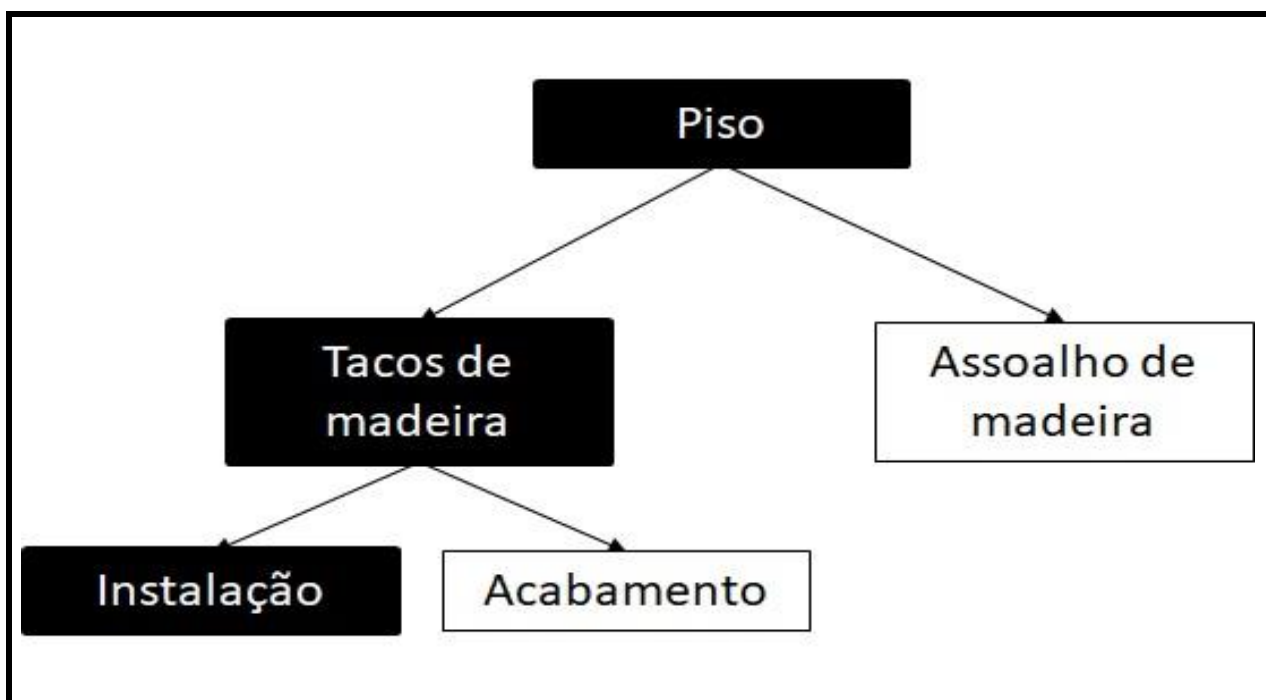 Piso
Tacos de
madeira
Assoalho de
madeira
Instalação
Acabamento